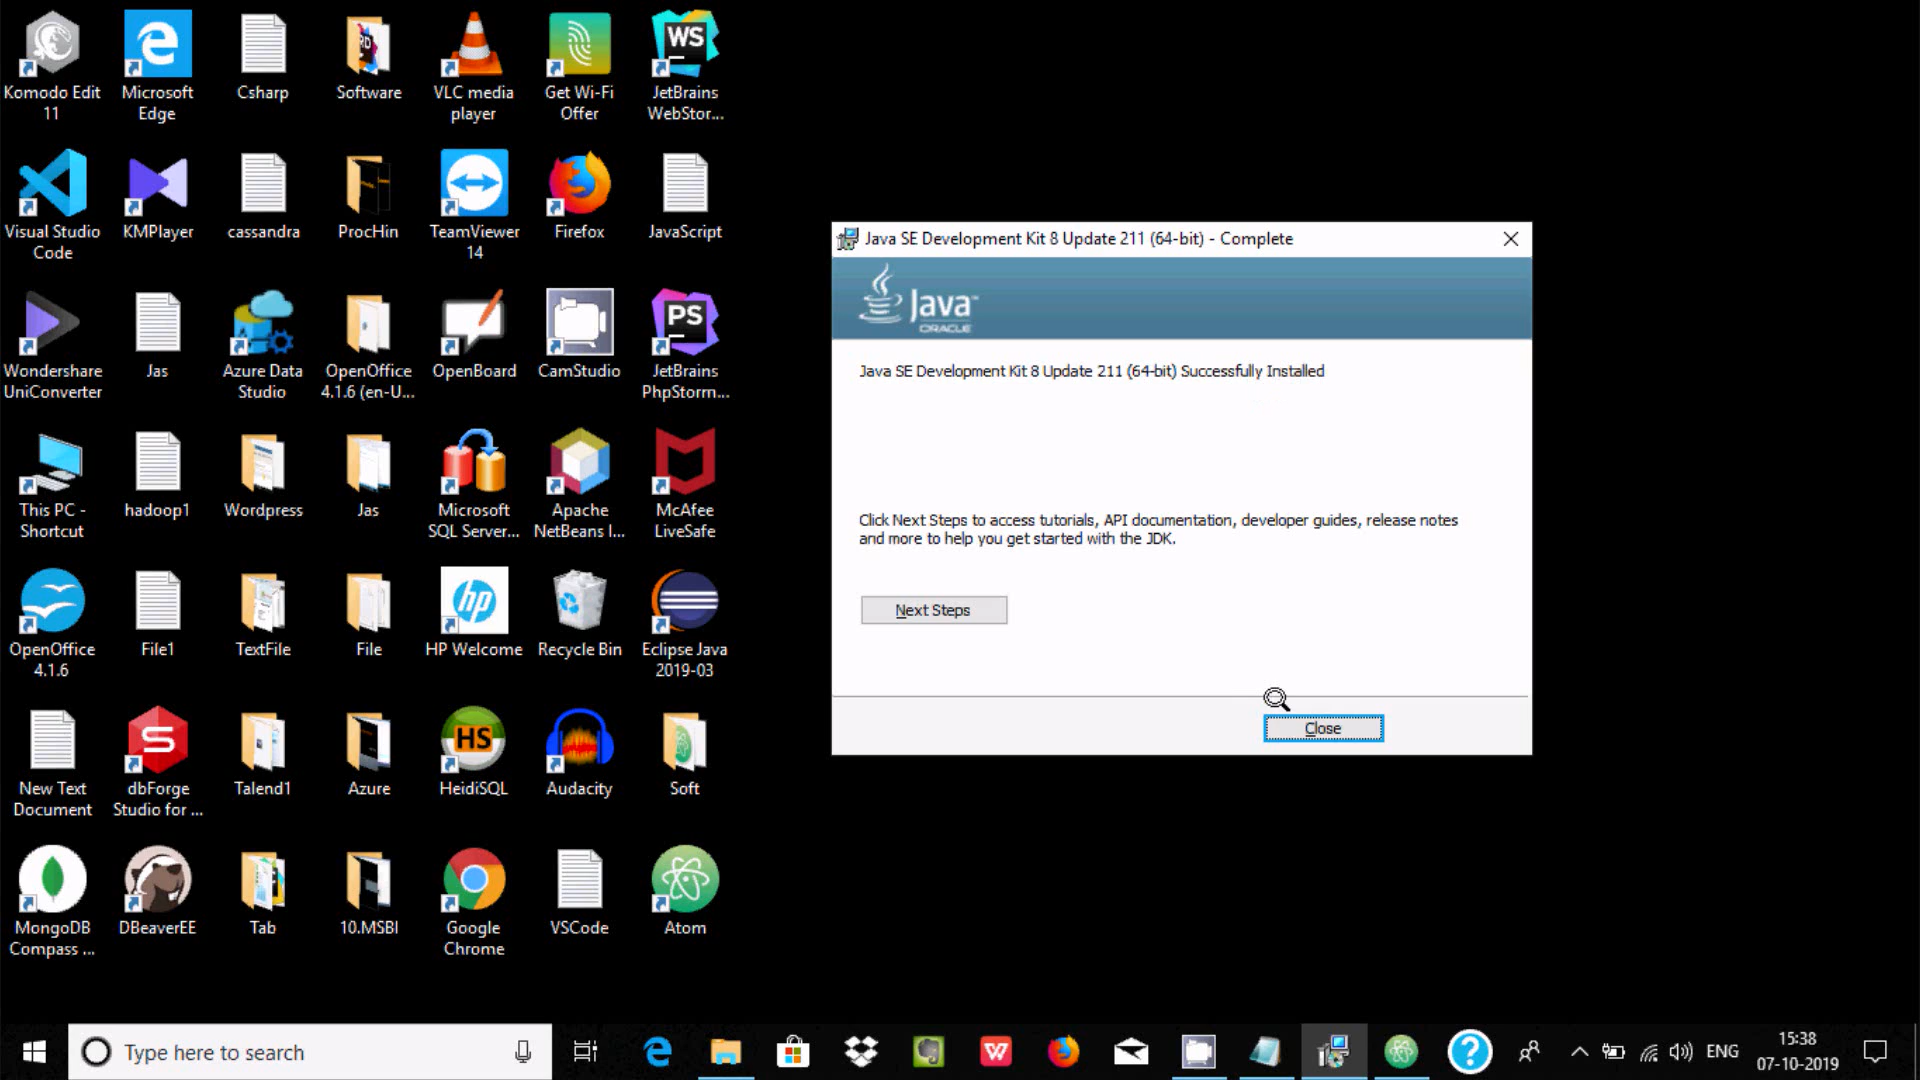 Komodo Edit
11
Microsoft
Edge
Csharp
Software
VLC media
player
Get Wi-Fi
Offer
WS
JetBrains
WebStor...
Visual Studio
Code
KMPlayer
cassandra
ProcHin
TeamViewer
14
Firefox
JavaScript
Wondershare
UniConverter
Jas
Azure Data
Studio
OpenOffice
4.1.6 (en-U...
OpenBoard
CamStudio
PS
JetBrains
PhpStorm...
This PC -
Shortcut
hadoop1
Wordpress
Jas
Microsoft
SQL Server...
Apache
NetBeans I...
McAfee
LiveSafe
OpenOffice
4.1.6
File1
TextFile
File
hp
HP Welcome
Recycle Bin
Eclipse Java
2019-03
New Text
Document
dbForge
Studio for ...
Talend1
Azure
HS
HeidiSQL
Audacity
Soft
MongoDB
Compass ...
DBeaverEE
Tab
10.MSBI
Google
Chrome
VSCode
Atom
Java SE Development Kit 8 Update 211 (64-bit) - Complete
Java™
ORACLE
Java SE Development Kit 8 Update 211 (64-bit) Successfully Installed
Click Next Steps to access tutorials, API documentation, developer guides, release notes
and more to help you get started with the JDK.
Next Steps
Close
Type here to search
ENG
15:38
07-10-2019